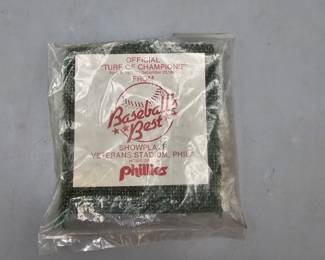 OFFICIAL
"TURF OF CHAMPIONS"
FROM
Baseball's
Best
SHOWPLACE
VETERANS STADIUM, PHILA.
Phillies